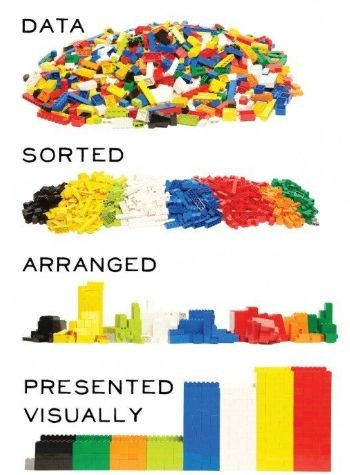 DATA
SORTED
ARRANGED
PRESENTED
VISUALLY